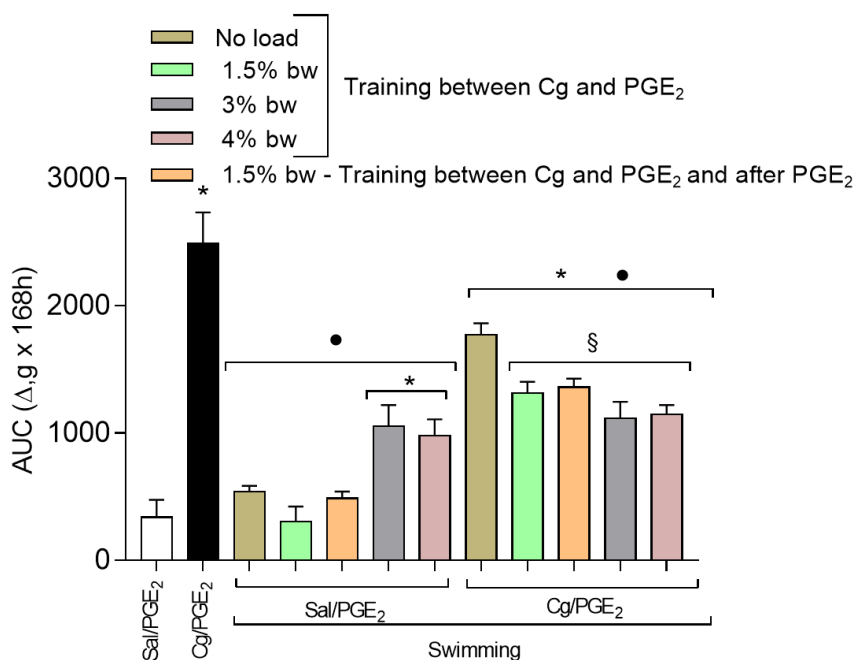 No load
1.5% bw
3% bw
4% bw
Training between Cg and PGE₂
1.5% bw - Training between Cg and PGE₂ and after PGE₂
AUC (Δ,g x 168h)
3000
2000
1000
0
*
●
*
* ●
§
Sal/PGE₂
Cg/PGE₂
Sal/PGE₂
Cg/PGE₂
Swimming